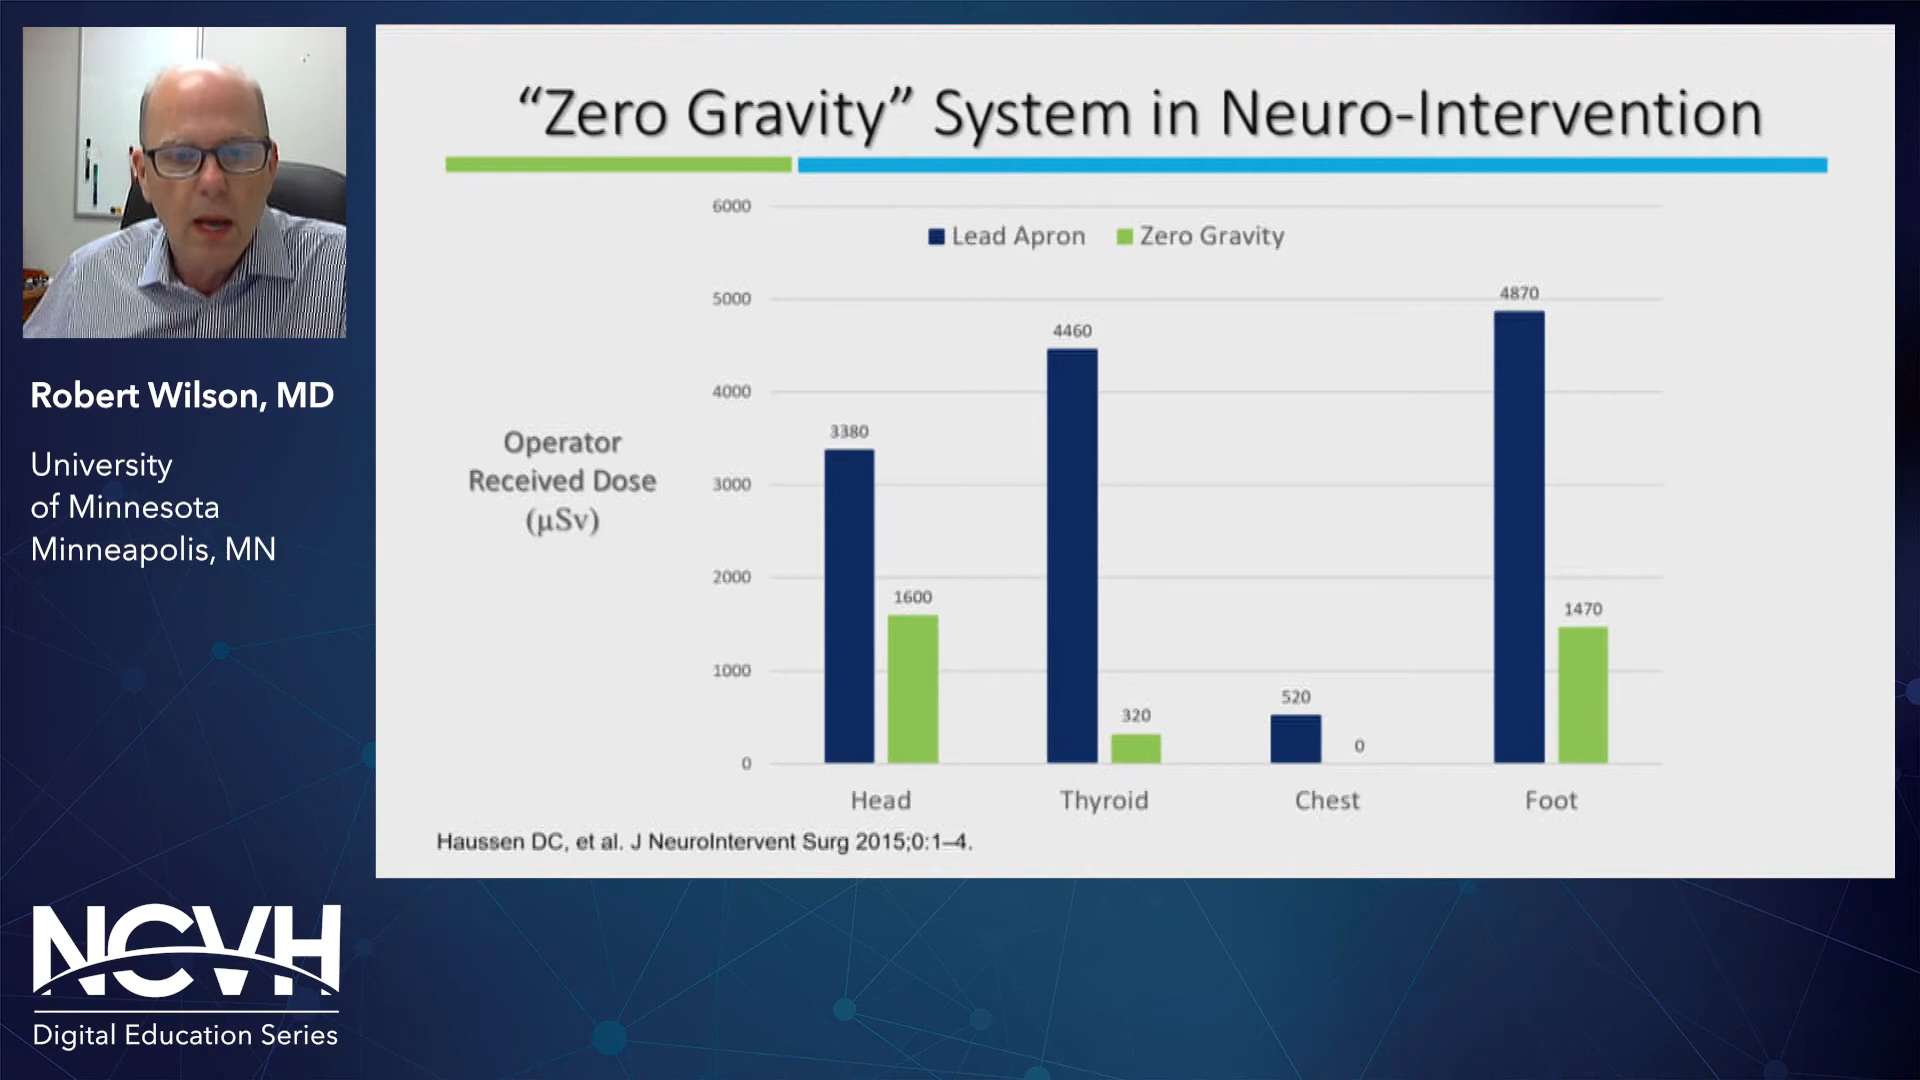 Robert Wilson, MD
University
of Minnesota
Minneapolis, MN
NCVH
Digital Education Series
“Zero Gravity” System in Neuro-Intervention
Lead Apron Zero Gravity
Operator
Received Dose
(μSv)
6000
5000
4000
3000
2000
1000
0
3380
1600
4460
320
520
0
4870
1470
Head Thyroid Chest Foot
Haussen DC, et al. J NeuroIntervent Surg 2015;0:1–4.